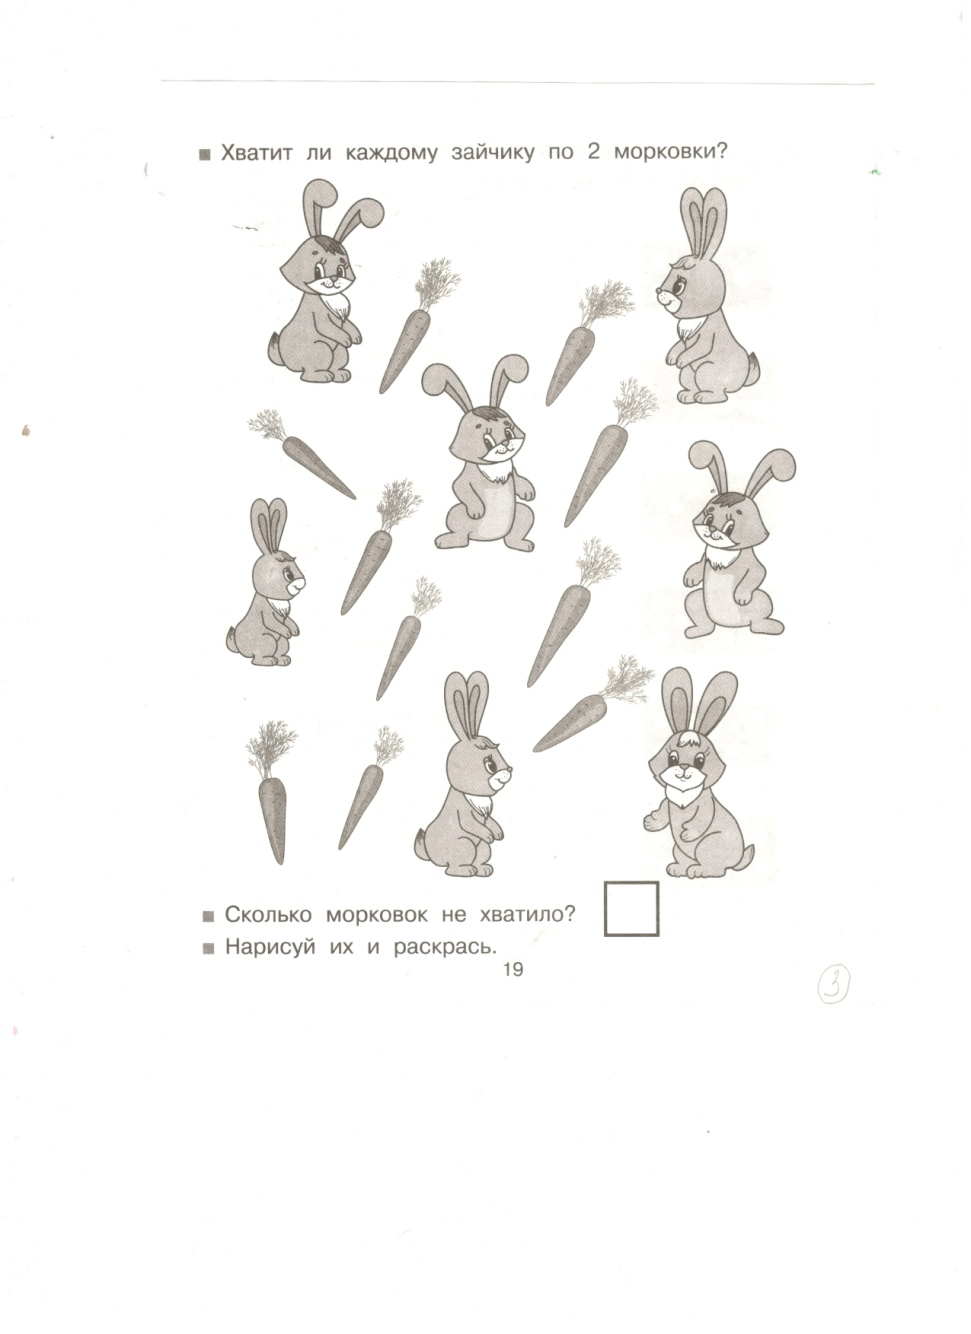 Хватит ли каждому зайчику по 2 морковки?
Сколько морковок не хватило?
Нарисуй их и раскрась.
19
3